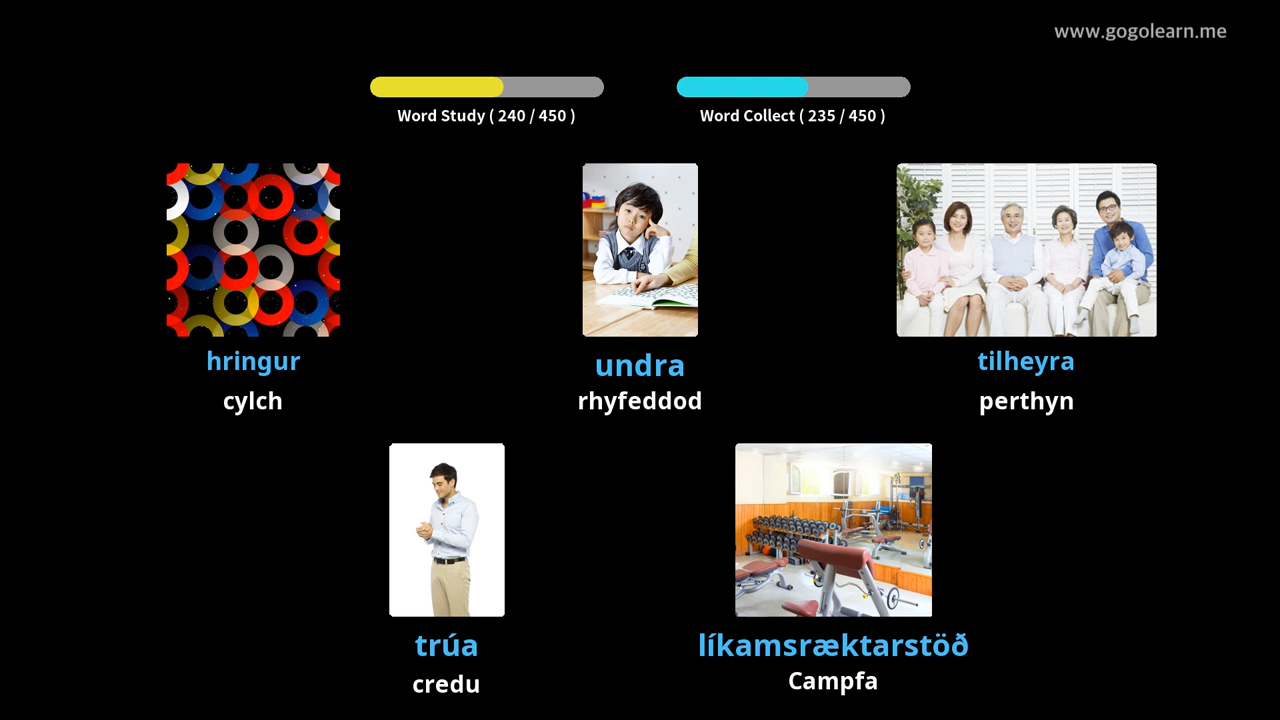 www.gogolearn.me
Word Study ( 240 / 450 )
Word Collect ( 235 / 450 )
hringur
cylch
undra
rhyfeddod
tilheyra
perthyn
trúa
credu
líkamsræktarstöð
Campfa